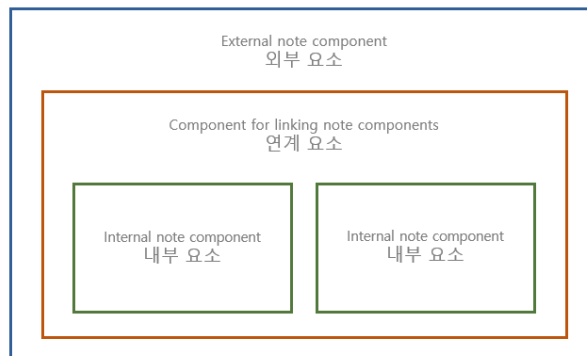 External note component
외부 요소
Component for linking note components
연계 요소
Internal note component
내부 요소
Internal note component
내부 요소